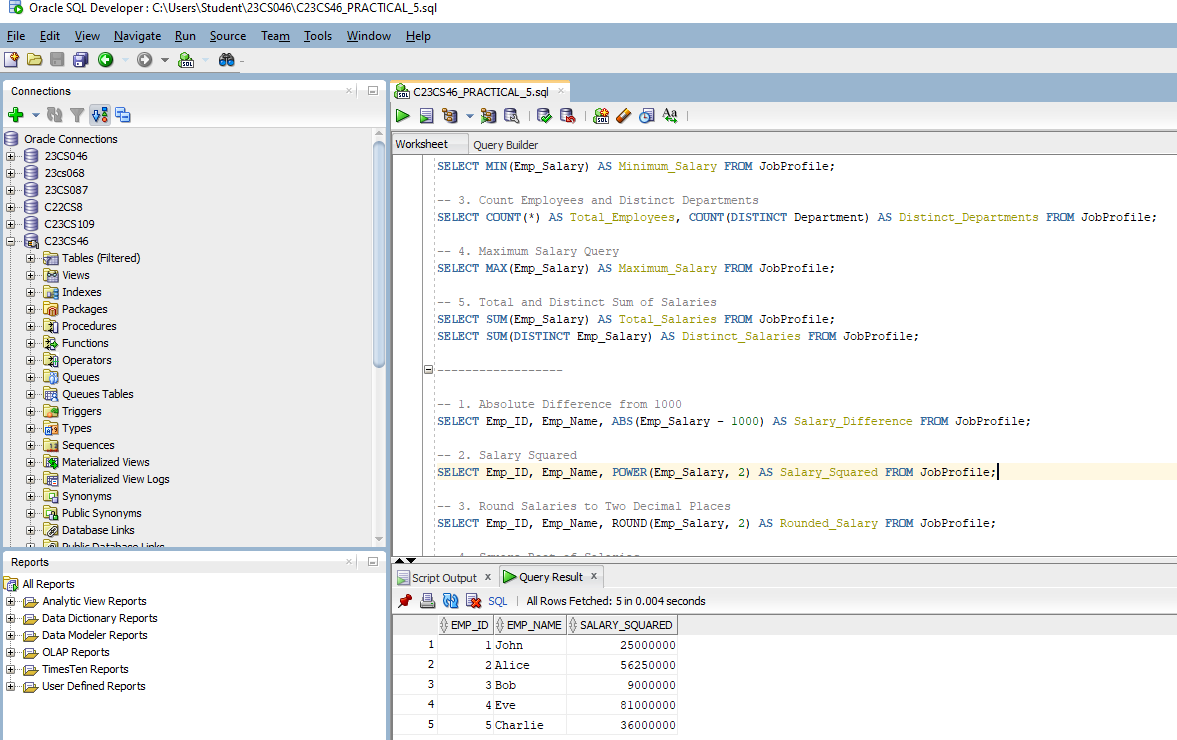 Oracle SQL Developer : C:\Users\Student\23CS046\C23CS46_PRACTICAL_5.sql
File Edit View Navigate Run Source Team Tools Window Help
Connections
Oracle Connections
23CS046
23cs068
23CS087
C22CS8
C23CS109
C23CS46
Tables (Filtered)
Views
Indexes
Packages
Procedures
Functions
Operators
Queues
Queues Tables
Triggers
Types
Sequences
Materialized Views
Materialized View Logs
Synonyms
Public Synonyms
Database Links
Public Database Links
Reports
All Reports
Analytic View Reports
Data Dictionary Reports
Data Modeler Reports
OLAP Reports
TimesTen Reports
User Defined Reports
C23CS46_PRACTICAL_5.sql
Worksheet Query Builder
SELECT MIN(Emp_Salary) AS Minimum_Salary FROM JobProfile;
-- 3. Count Employees and Distinct Departments
SELECT COUNT(*) AS Total_Employees, COUNT(DISTINCT Department) AS Distinct_Departments FROM JobProfile;
-- 4. Maximum Salary Query
SELECT MAX(Emp_Salary) AS Maximum_Salary FROM JobProfile;
-- 5. Total and Distinct Sum of Salaries
SELECT SUM(Emp_Salary) AS Total_Salaries FROM JobProfile;
SELECT SUM(DISTINCT Emp_Salary) AS Distinct_Salaries FROM JobProfile;
------------------
-- 1. Absolute Difference from 1000
SELECT Emp_ID, Emp_Name, ABS(Emp_Salary - 1000) AS Salary_Difference FROM JobProfile;
-- 2. Salary Squared
SELECT Emp_ID, Emp_Name, POWER(Emp_Salary, 2) AS Salary_Squared FROM JobProfile;
-- 3. Round Salaries to Two Decimal Places
SELECT Emp_ID, Emp_Name, ROUND(Emp_Salary, 2) AS Rounded_Salary FROM JobProfile;
-- 4. Square Root of Salaries
Script Output Query Result
SQL All Rows Fetched: 5 in 0.004 seconds
EMP_ID EMP_NAME SALARY_SQUARED
1 1 John 25000000
2 2 Alice 56250000
3 3 Bob 9000000
4 4 Eve 81000000
5 5 Charlie 36000000